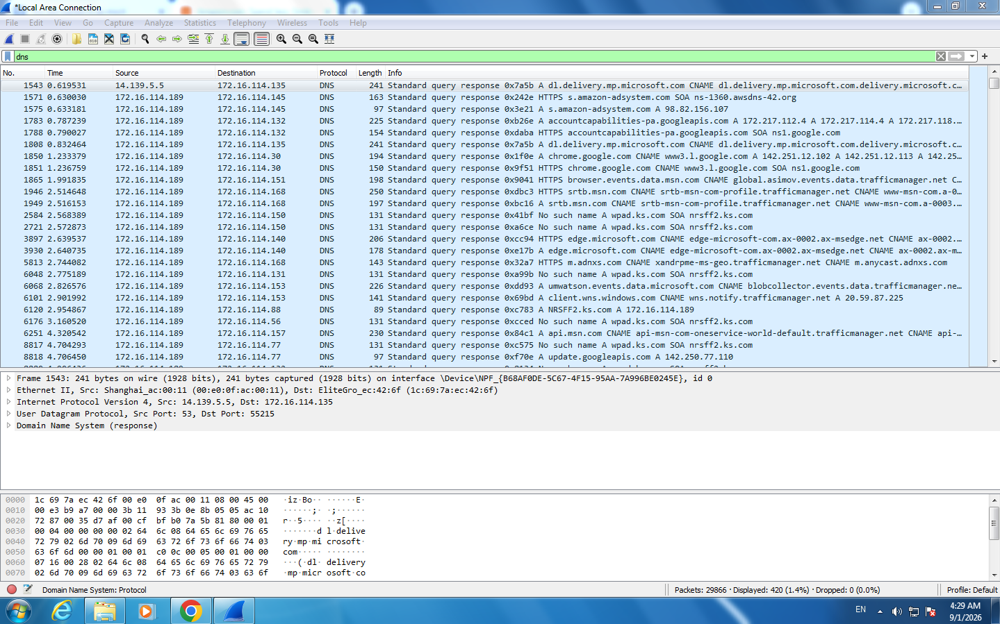 *Local Area Connection
File Edit View Go Capture Analyze Statistics Telephony Wireless Tools Help
dns
No. Time Source Destination Protocol Length Info
1543 0.619531 14.139.5.5 172.16.114.135 DNS 241 Standard query response 0x7a5b A dl.delivery.mp.microsoft.com CNAME dl.delivery.mp.microsoft.com.delivery.microsoft.c…
1571 0.630030 172.16.114.189 172.16.114.145 DNS 163 Standard query response 0x242e HTTPS s.amazon-adsystem.com SOA ns-1360.awsdns-42.org
1575 0.633181 172.16.114.189 172.16.114.145 DNS 97 Standard query response 0x3e21 A s.amazon-adsystem.com A 98.82.156.107
1783 0.787239 172.16.114.189 172.16.114.132 DNS 225 Standard query response 0xb26e A accountcapabilities-pa.googleapis.com A 172.217.112.4 A 172.217.114.4 A 172.217.118.…
1788 0.790027 172.16.114.189 172.16.114.132 DNS 154 Standard query response 0xdaba HTTPS accountcapabilities-pa.googleapis.com SOA ns1.google.com
1808 0.832464 172.16.114.189 172.16.114.135 DNS 241 Standard query response 0x7a5b A dl.delivery.mp.microsoft.com CNAME dl.delivery.mp.microsoft.com.delivery.microsoft.c…
1850 1.233379 172.16.114.189 172.16.114.30 DNS 194 Standard query response 0x1f0e A chrome.google.com CNAME www3.l.google.com A 142.251.12.102 A 142.251.12.113 A 142.25…
1851 1.236759 172.16.114.189 172.16.114.30 DNS 150 Standard query response 0x9f51 HTTPS chrome.google.com CNAME www3.l.google.com SOA ns1.google.com
1865 1.991835 172.16.114.189 172.16.114.151 DNS 198 Standard query response 0x9041 HTTPS browser.events.data.msn.com CNAME global.asimov.events.data.trafficmanager.net C…
1946 2.514648 172.16.114.189 172.16.114.168 DNS 250 Standard query response 0xdbc3 HTTPS srtb.msn.com CNAME srtb-msn-com-profile.trafficmanager.net CNAME www-msn-com.a-0…
1949 2.516153 172.16.114.189 172.16.114.168 DNS 197 Standard query response 0xbc16 A srtb.msn.com CNAME srtb-msn-com-profile.trafficmanager.net CNAME www-msn-com.a-0003.…
2584 2.568389 172.16.114.189 172.16.114.150 DNS 131 Standard query response 0x41bf No such name A wpad.ks.com SOA nrsff2.ks.com
2721 2.572873 172.16.114.189 172.16.114.150 DNS 131 Standard query response 0xa6ce No such name A wpad.ks.com SOA nrsff2.ks.com
3897 2.639537 172.16.114.189 172.16.114.140 DNS 206 Standard query response 0xcc94 HTTPS edge.microsoft.com CNAME edge-microsoft-com.ax-0002.ax-msedge.net CNAME ax-0002.…
3930 2.640735 172.16.114.189 172.16.114.140 DNS 178 Standard query response 0xe17b A edge.microsoft.com CNAME edge-microsoft-com.ax-0002.ax-msedge.net CNAME ax-0002.ax-m…
5813 2.744082 172.16.114.189 172.16.114.168 DNS 143 Standard query response 0x32a7 HTTPS m.adnxs.com CNAME xandrpme-ms-geo.trafficmanager.net CNAME m.anycast.adnxs.com
6048 2.775189 172.16.114.189 172.16.114.131 DNS 131 Standard query response 0xa99b No such name A wpad.ks.com SOA nrsff2.ks.com
6068 2.826576 172.16.114.189 172.16.114.153 DNS 226 Standard query response 0xdd93 A umwatson.events.data.microsoft.com CNAME blobcollector.events.data.trafficmanager.ne…
6101 2.901992 172.16.114.189 172.16.114.153 DNS 141 Standard query response 0x69bd A client.wns.windows.com CNAME wns.notify.trafficmanager.net A 20.59.87.225
6120 2.954867 172.16.114.189 172.16.114.88 DNS 89 Standard query response 0xc783 A NRSFF2.ks.com A 172.16.114.189
6176 3.160520 172.16.114.189 172.16.114.56 DNS 131 Standard query response 0xcced No such name A wpad.ks.com SOA nrsff2.ks.com
6251 4.320542 172.16.114.189 172.16.114.157 DNS 230 Standard query response 0x84c1 A api.msn.com CNAME api-msn-com-oneservice-world-default.trafficmanager.net CNAME api-…
8817 4.704293 172.16.114.189 172.16.114.77 DNS 131 Standard query response 0xc575 No such name A wpad.ks.com SOA nrsff2.ks.com
8818 4.706450 172.16.114.189 172.16.114.77 DNS 97 Standard query response 0xf70e A update.googleapis.com A 142.250.77.110
Frame 1543: 241 bytes on wire (1928 bits), 241 bytes captured (1928 bits) on interface \Device\NPF_{B68AF0DE-5C67-4F15-95AA-7A996BE0245E}, id 0
Ethernet II, Src: Shanghai_ac:00:11 (00:e0:0f:ac:00:11), Dst: EliteGro_ec:42:6f (1c:69:7a:ec:42:6f)
Internet Protocol Version 4, Src: 14.139.5.5, Dst: 172.16.114.135
User Datagram Protocol, Src Port: 53, Dst Port: 55215
Domain Name System (response)
0000 1c 69 7a ec 42 6f 00 e0 0f ac 00 11 08 00 45 00 ·iz·Bo·· ······E·
0010 00 e3 b9 a7 00 00 3b 11 93 3b 0e 8b 05 05 ac 10 ······;· ·;······
0020 72 87 00 35 d7 af 00 cf bf b0 7a 5b 81 80 00 01 r··5···· ··z[····
0030 00 04 00 00 00 00 02 64 6c 08 64 65 6c 69 76 65 ·······d l·delive
0040 72 79 02 6d 70 09 6d 69 63 72 6f 73 6f 66 74 03 ry·mp·mi crosoft·
0050 63 6f 6d 00 00 01 00 01 c0 0c 00 05 00 01 00 00 com····· ········
0060 07 16 00 28 02 64 6c 08 64 65 6c 69 76 65 72 79 ···(·dl· delivery
0070 02 6d 70 09 6d 69 63 72 6f 73 6f 66 74 03 63 6f ·mp·micr osoft·co
Domain Name System: Protocol Packets: 29866 · Displayed: 420 (1.4%) · Dropped: 0 (0.0%) Profile: Default
EN 4:29 AM
9/1/2026